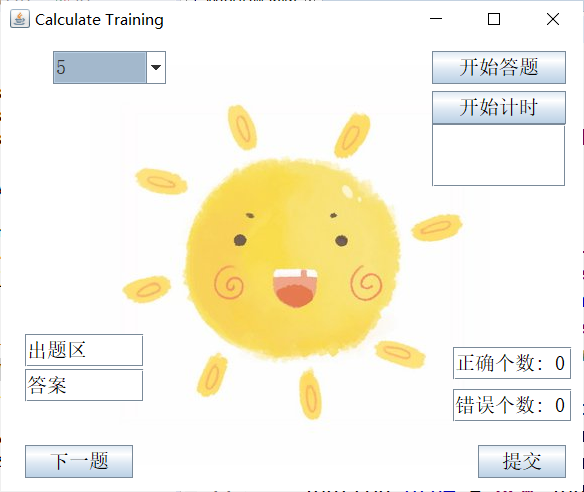 Calculate Training
5
开始答题
开始计时
出题区
答案
正确个数: 0
错误个数: 0
下一题
提交